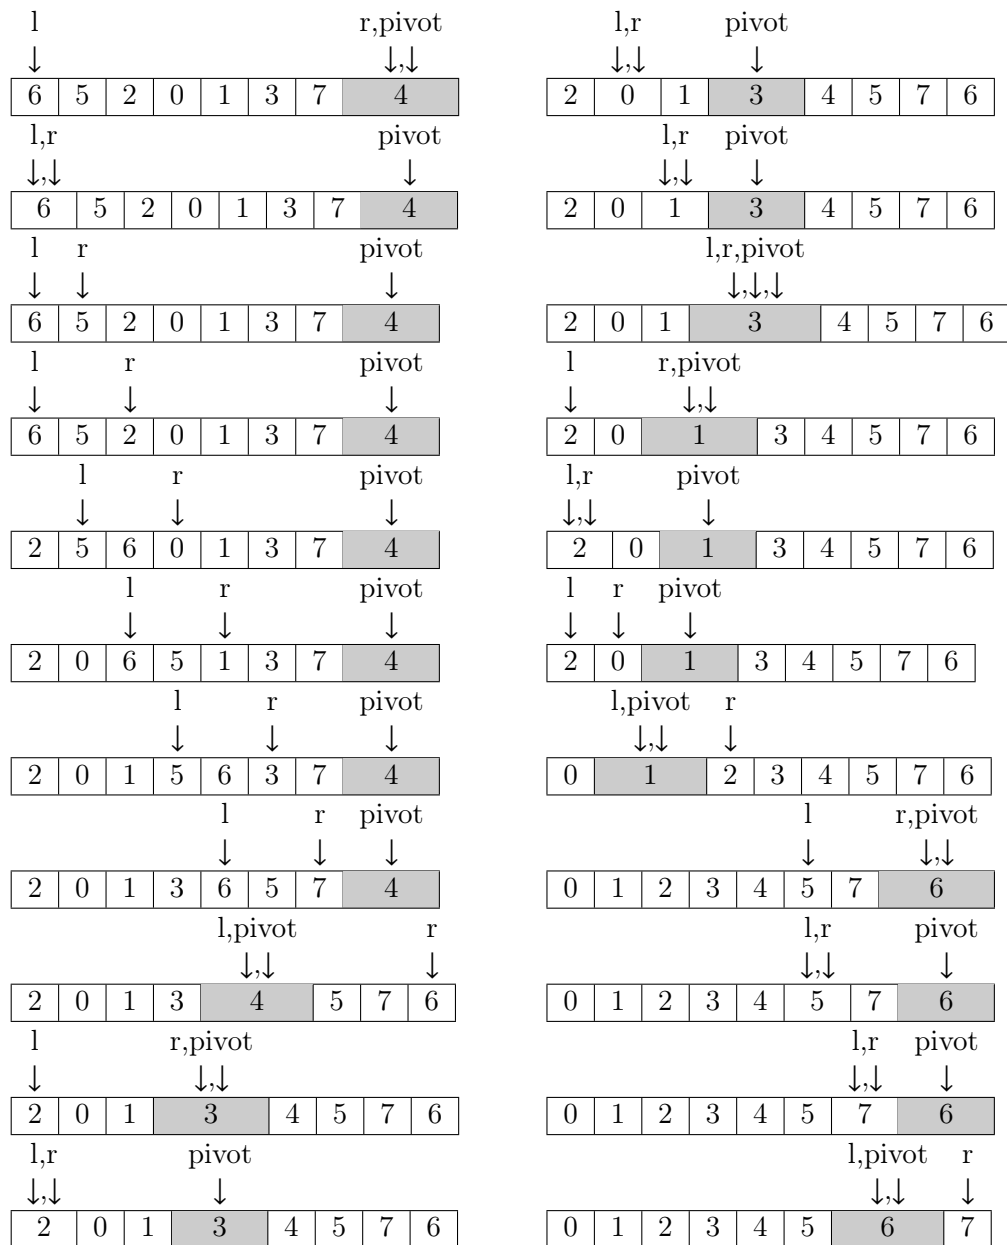 l r,pivot
↓ ↓,↓
6 5 2 0 1 3 7 4
l,r pivot
↓,↓ ↓
6 5 2 0 1 3 7 4
l r pivot
↓ ↓ ↓
6 5 2 0 1 3 7 4
l r pivot
↓ ↓ ↓
6 5 2 0 1 3 7 4
l r pivot
↓ ↓ ↓
2 5 6 0 1 3 7 4
l r pivot
↓ ↓ ↓
2 0 6 5 1 3 7 4
l r pivot
↓ ↓ ↓
2 0 1 5 6 3 7 4
l r pivot
↓ ↓ ↓
2 0 1 3 6 5 7 4
l,pivot r
↓,↓ ↓
2 0 1 3 4 5 7 6
l r,pivot
↓ ↓,↓
2 0 1 3 4 5 7 6
l,r pivot
↓,↓ ↓
2 0 1 3 4 5 7 6
l,r pivot
↓,↓ ↓
2 0 1 3 4 5 7 6
l,r pivot
↓,↓ ↓
2 0 1 3 4 5 7 6
l,r,pivot
↓,↓,↓
2 0 1 3 4 5 7 6
l r,pivot
↓ ↓,↓
2 0 1 3 4 5 7 6
l,r pivot
↓,↓ ↓
2 0 1 3 4 5 7 6
l r pivot
↓ ↓ ↓
2 0 1 3 4 5 7 6
l,pivot r
↓,↓ ↓
0 1 2 3 4 5 7 6
l r,pivot
↓ ↓,↓
0 1 2 3 4 5 7 6
l,r pivot
↓,↓ ↓
0 1 2 3 4 5 7 6
l,r pivot
↓,↓ ↓
0 1 2 3 4 5 7 6
l,pivot r
↓,↓ ↓
0 1 2 3 4 5 6 7